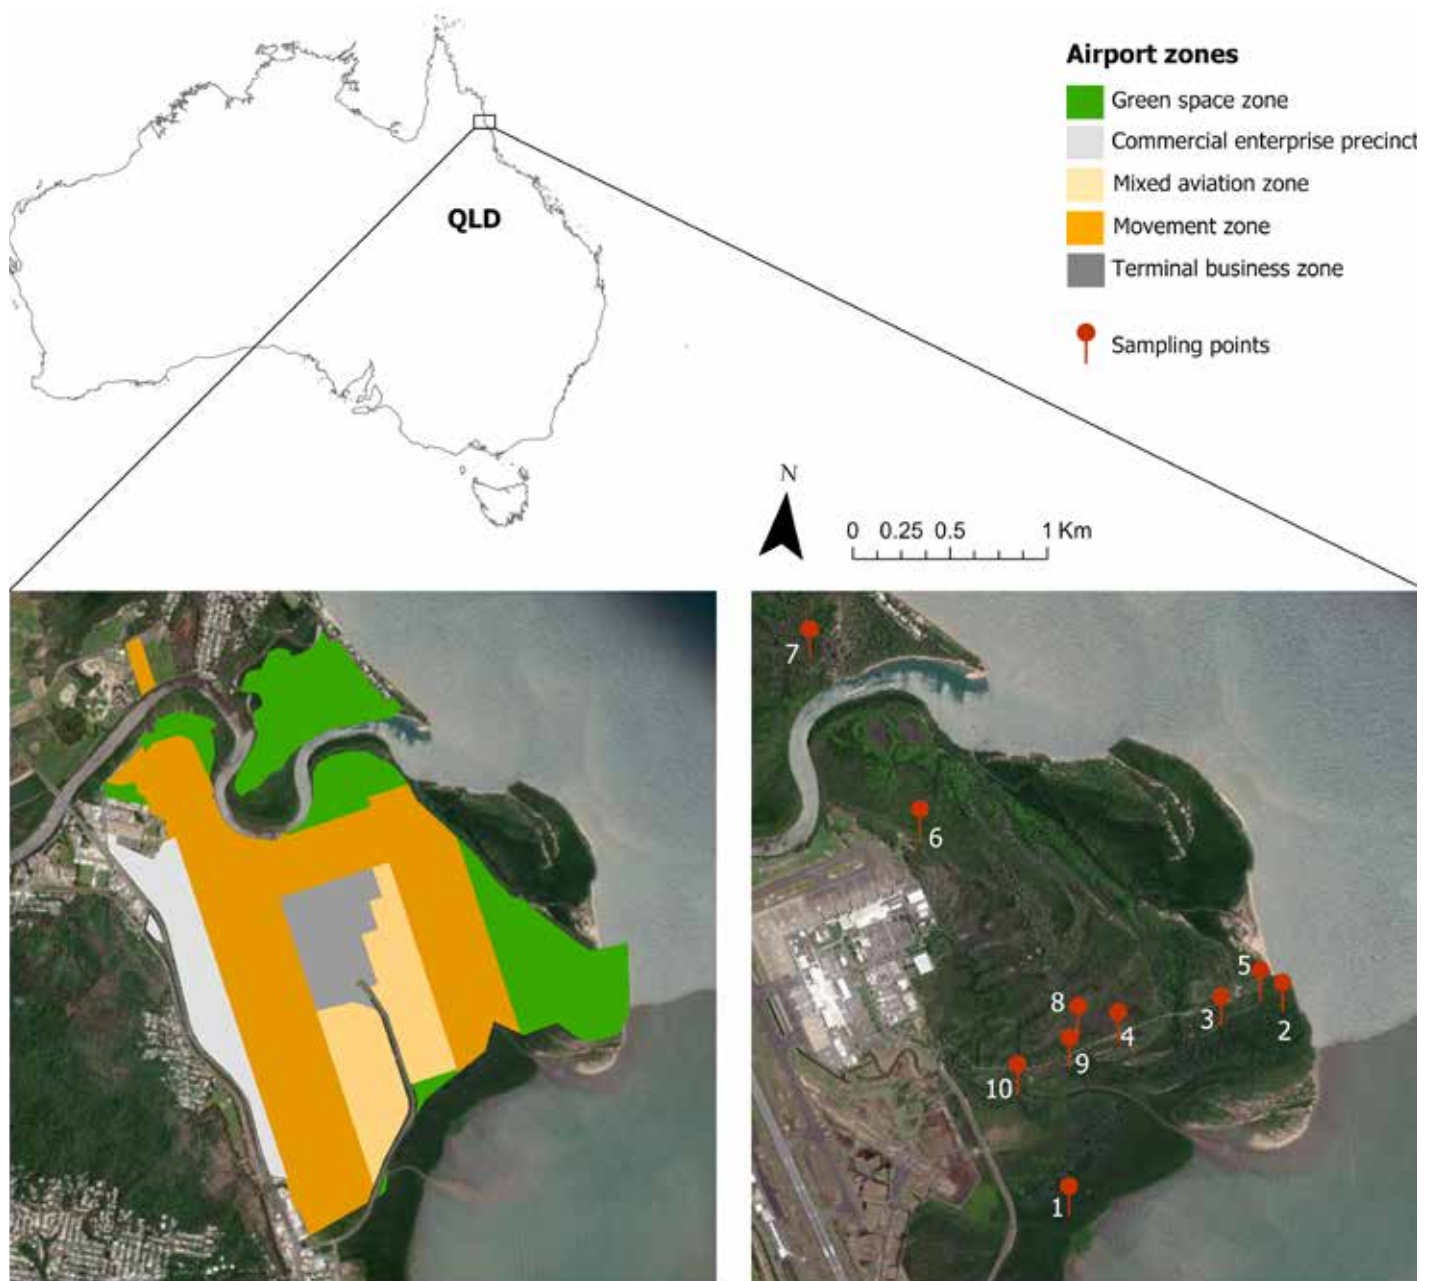 Airport zones
Green space zone
Commercial enterprise precinct
Mixed aviation zone
Movement zone
Terminal business zone
Sampling points
QLD
N
0 0.25 0.5 1 Km
7
6
5
8
3
2
4
9
10
1